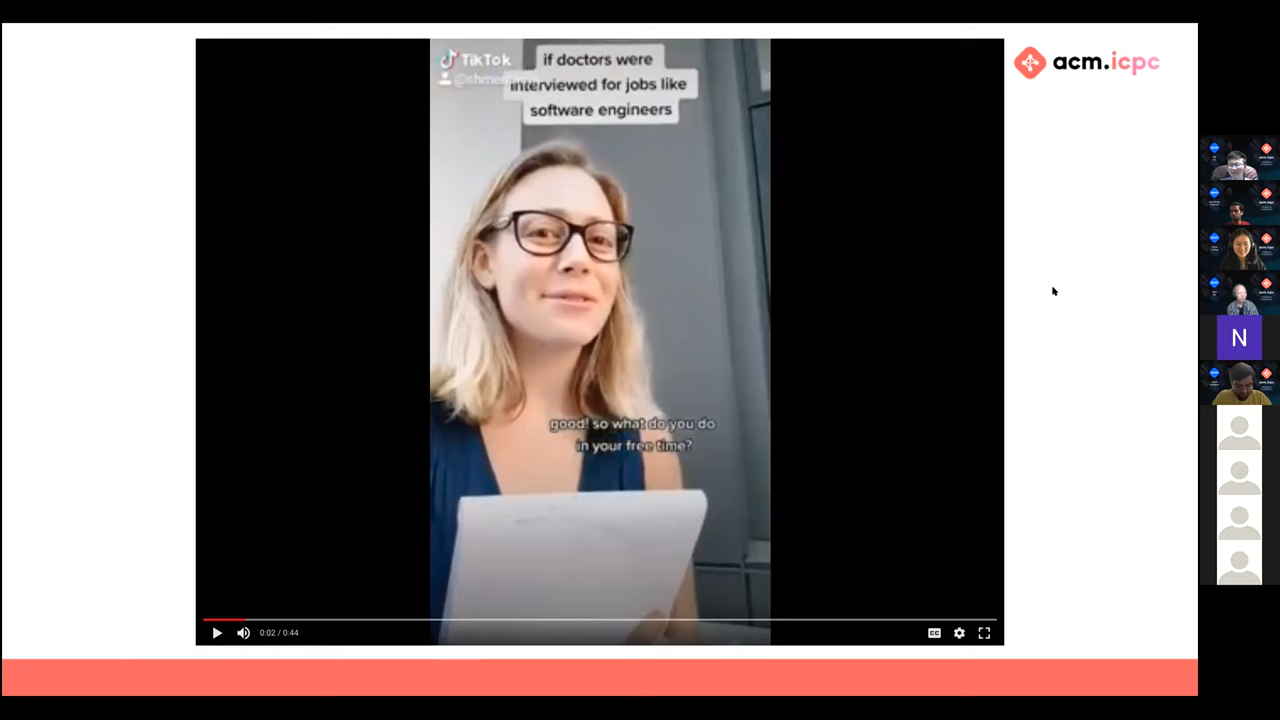 TikTok
if doctors were
interviewed for jobs like
software engineers
good! so what do you do
in your free time?
0:02 / 0:44
CC
acm.icpc
N